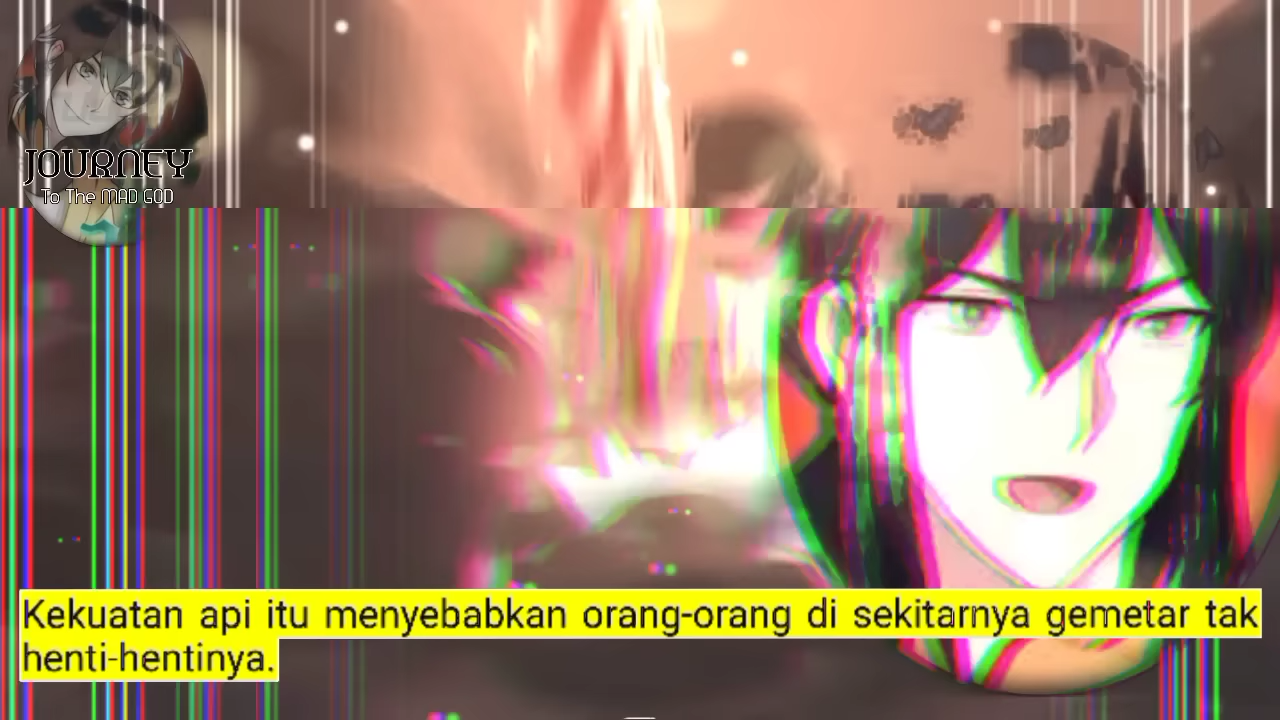 JOURNEY
To The MAD GOD
Kekuatan api itu menyebabkan orang-orang di sekitarnya gemetar tak
henti-hentinya.